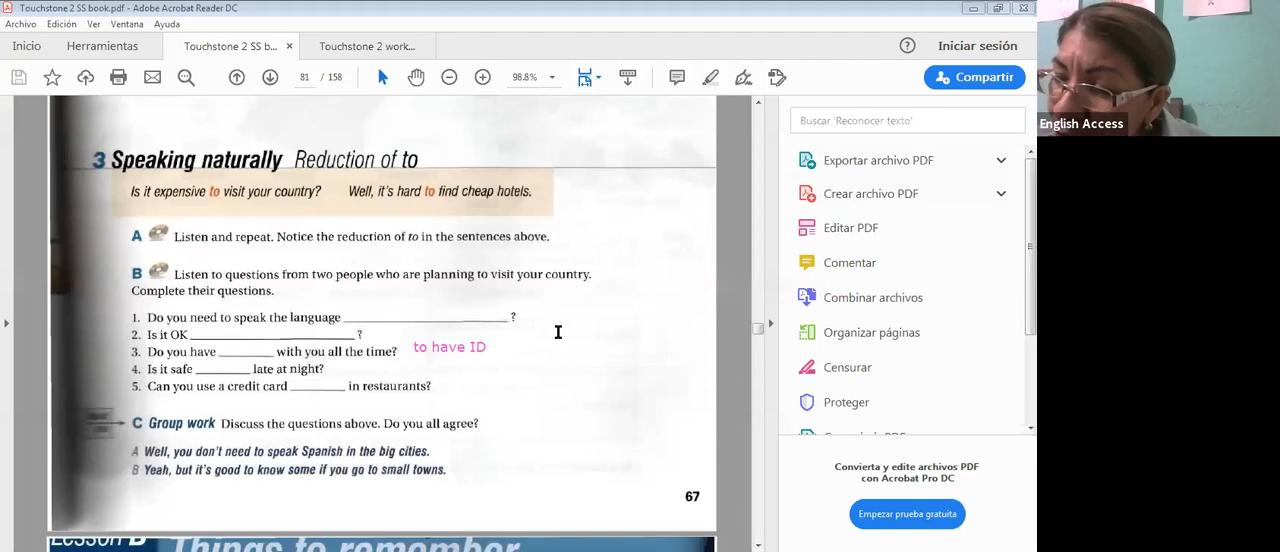 Touchstone 2 SS book.pdf - Adobe Acrobat Reader DC
Archivo Edición Ver Ventana Ayuda
Inicio Herramientas Touchstone 2 SS b... × Touchstone 2 work... Iniciar sesión
81 / 158 98.8% Compartir
3 Speaking naturally Reduction of to
Is it expensive to visit your country? Well, it's hard to find cheap hotels.
A Listen and repeat. Notice the reduction of to in the sentences above.
B Listen to questions from two people who are planning to visit your country.
Complete their questions.
1. Do you need to speak the language ______?
2. Is it OK ______?
3. Do you have ______ with you all the time? to have ID
4. Is it safe ______ late at night?
5. Can you use a credit card ______ in restaurants?
C Group work Discuss the questions above. Do you all agree?
A Well, you don't need to speak Spanish in the big cities.
B Yeah, but it's good to know some if you go to small towns.
67
Things to remember
Buscar 'Reconocer texto'
Exportar archivo PDF
Crear archivo PDF
Editar PDF
Comentar
Combinar archivos
Organizar páginas
Censurar
Proteger
Convierta y edite archivos PDF
con Acrobat Pro DC
Empezar prueba gratuita
English Access